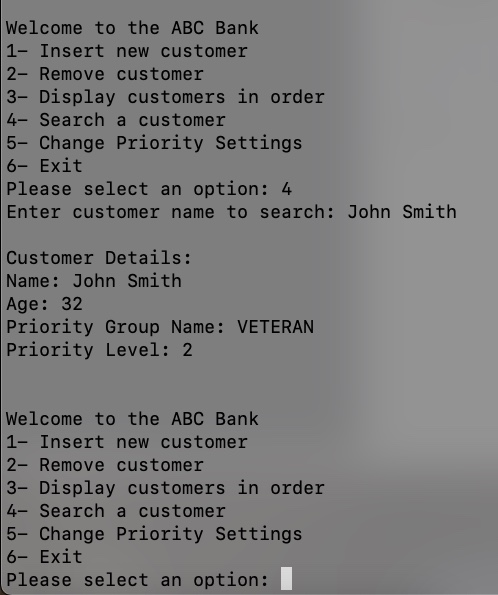 Welcome to the ABC Bank
1– Insert new customer
2– Remove customer
3– Display customers in order
4– Search a customer
5– Change Priority Settings
6– Exit
Please select an option: 4
Enter customer name to search: John Smith
Customer Details:
Name: John Smith
Age: 32
Priority Group Name: VETERAN
Priority Level: 2
Welcome to the ABC Bank
1– Insert new customer
2– Remove customer
3– Display customers in order
4– Search a customer
5– Change Priority Settings
6– Exit
Please select an option: